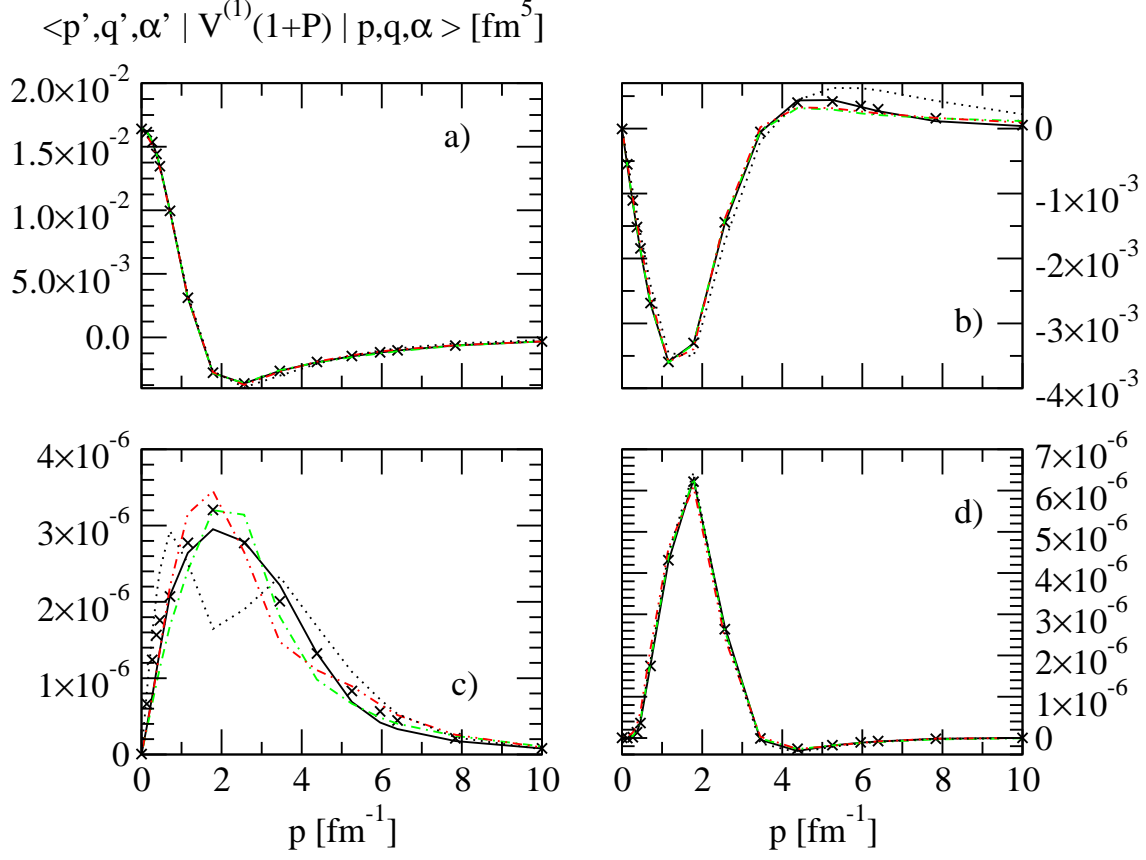 <p’,q’,α’ | V⁽¹⁾(1+P) | p,q,α > [fm⁵]
2.0×10⁻²
1.5×10⁻²
1.0×10⁻²
5.0×10⁻³
0.0
a)
0
-1×10⁻³
-2×10⁻³
-3×10⁻³
-4×10⁻³
b)
4×10⁻⁶
3×10⁻⁶
2×10⁻⁶
1×10⁻⁶
0
c)
7×10⁻⁶
6×10⁻⁶
5×10⁻⁶
4×10⁻⁶
3×10⁻⁶
2×10⁻⁶
1×10⁻⁶
0
d)
0 2 4 6 8 10
0 2 4 6 8 10
p [fm⁻¹]
p [fm⁻¹]